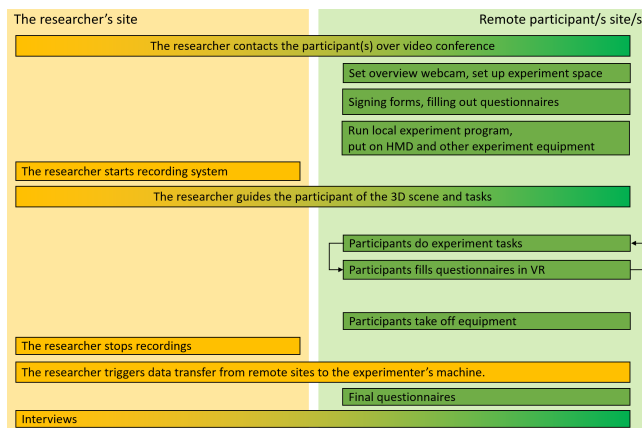 The researcher's site
Remote participant/s site/s
The researcher contacts the participant(s) over video conference
Set overview webcam, set up experiment space
Signing forms, filling out questionnaires
Run local experiment program,
put on HMD and other experiment equipment
The researcher starts recording system
The researcher guides the participant of the 3D scene and tasks
Participants do experiment tasks
Participants fills questionnaires in VR
Participants take off equipment
The researcher stops recordings
The researcher triggers data transfer from remote sites to the experimenter's machine.
Final questionnaires
Interviews